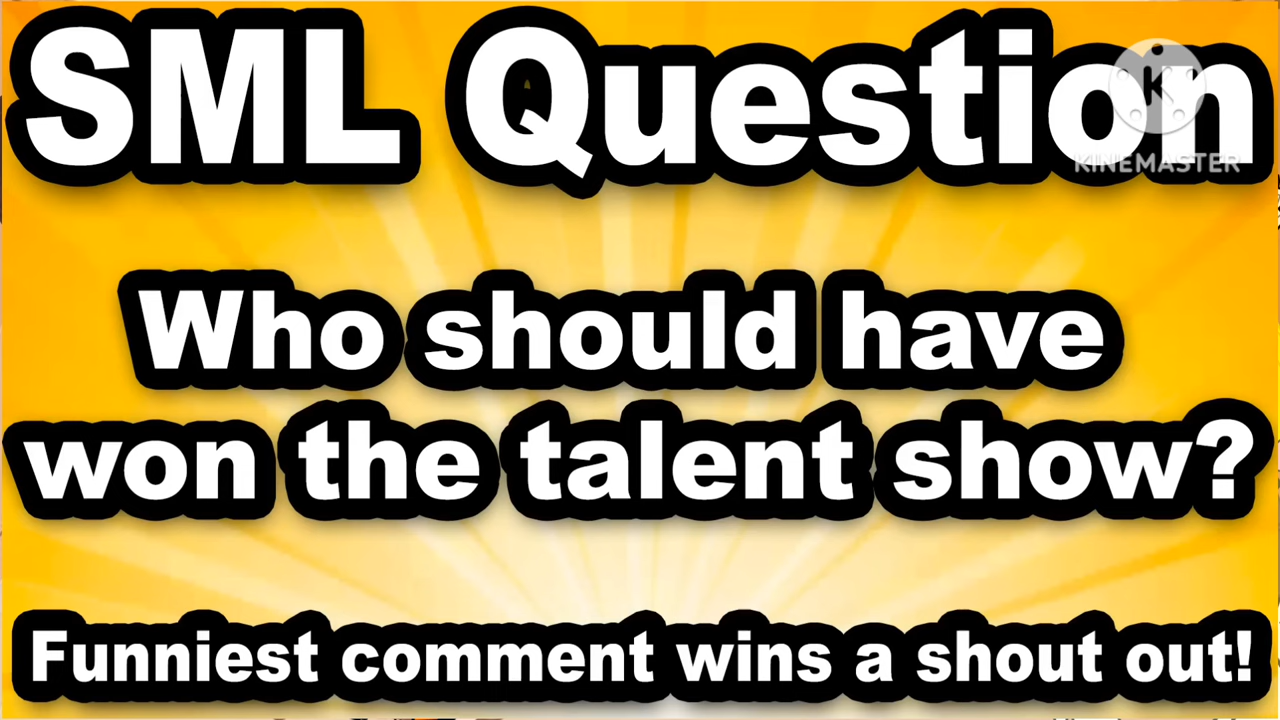 SML Question
KINEMASTER
Who should have
won the talent show?
Funniest comment wins a shout out!